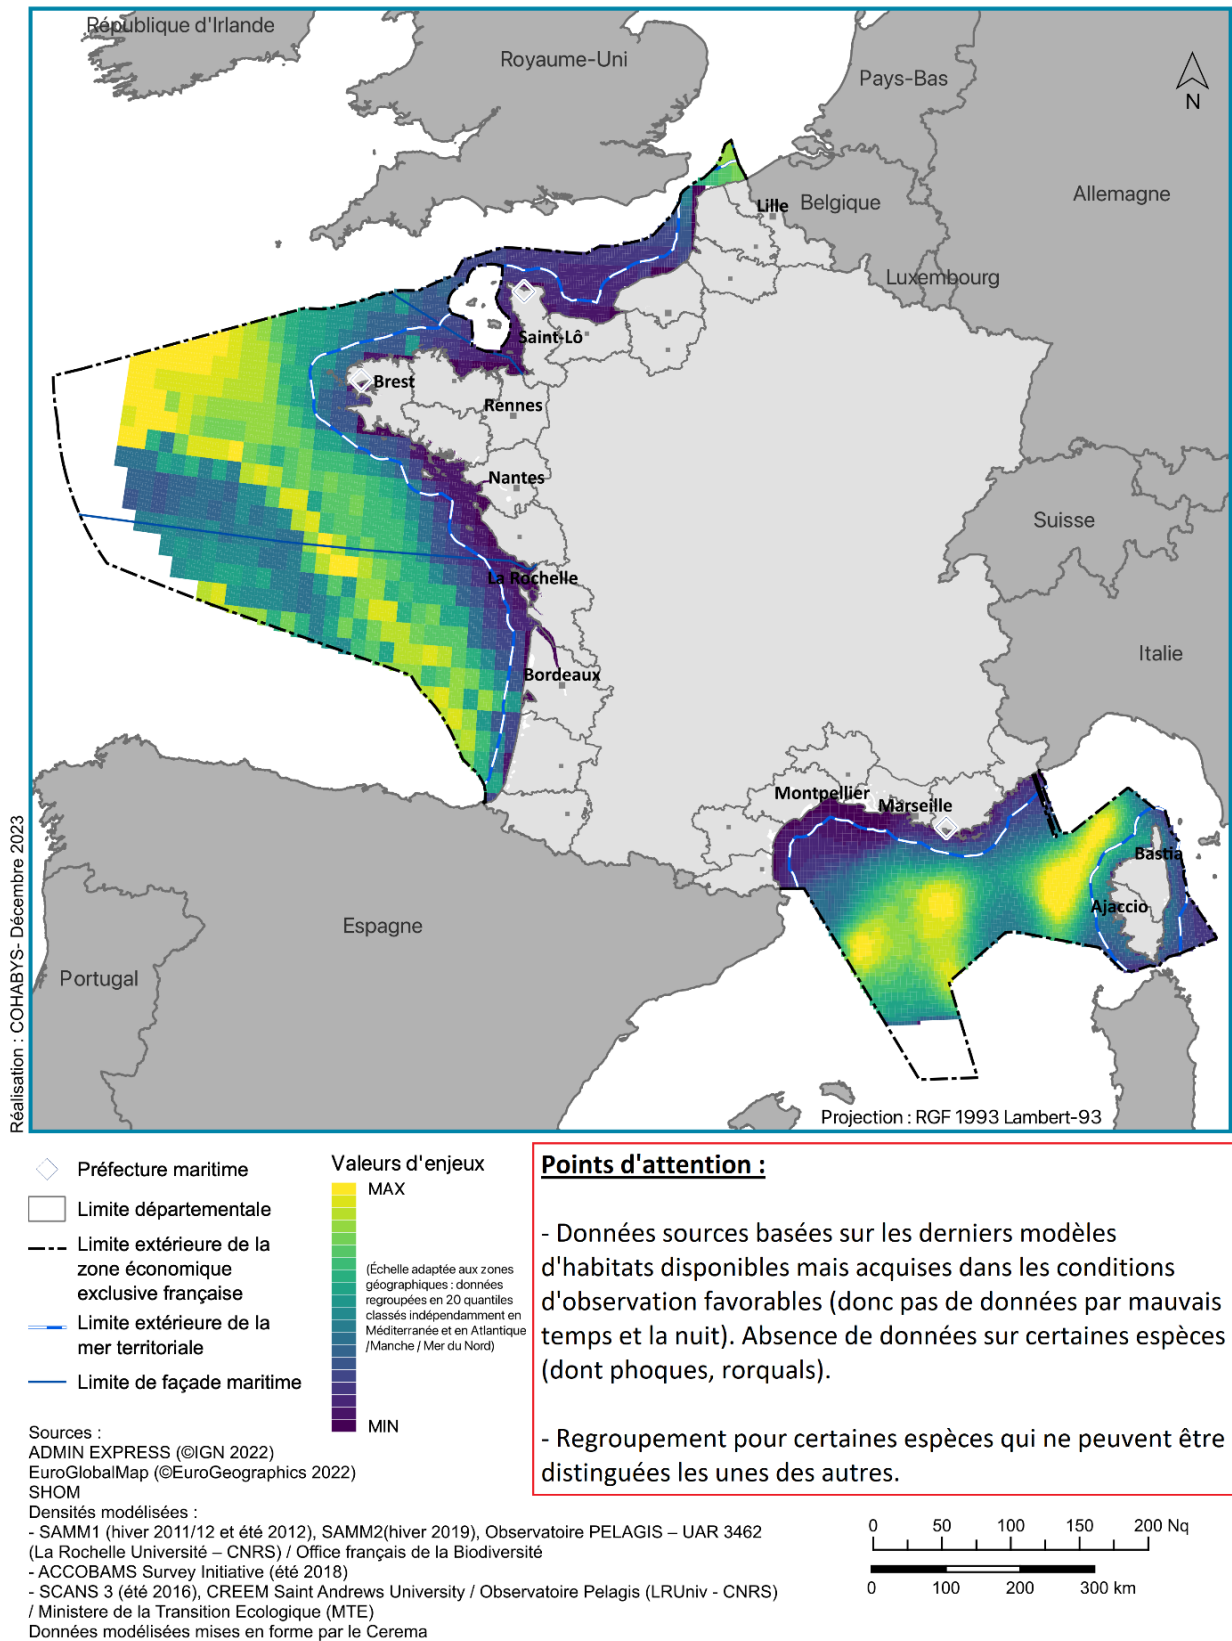 République d'Irlande
Royaume-Uni
Pays-Bas
N
Allemagne
Lille
Belgique
Luxembourg
Saint-Lô
Brest
Rennes
Nantes
Suisse
La Rochelle
Italie
Bordeaux
Montpellier
Marseille
Bastia
Ajaccio
Espagne
Portugal
Projection : RGF 1993 Lambert-93
Réalisation : COHABYS- Décembre 2023
Préfecture maritime
Limite départementale
Limite extérieure de la
zone économique
exclusive française
Limite extérieure de la
mer territoriale
Limite de façade maritime
Valeurs d'enjeux
MAX
(Échelle adaptée aux zones
géographiques : données
regroupées en 20 quantiles
classés indépendamment en
Méditerranée et en Atlantique
/Manche / Mer du Nord)
MIN
Points d'attention :
- Données sources basées sur les derniers modèles
d'habitats disponibles mais acquises dans les conditions
d'observation favorables (donc pas de données par mauvais
temps et la nuit). Absence de données sur certaines espèces
(dont phoques, rorquals).
- Regroupement pour certaines espèces qui ne peuvent être
distinguées les unes des autres.
Sources :
ADMIN EXPRESS (©IGN 2022)
EuroGlobalMap (©EuroGeographics 2022)
SHOM
Densités modélisées :
- SAMM1 (hiver 2011/12 et été 2012), SAMM2(hiver 2019), Observatoire PELAGIS – UAR 3462
(La Rochelle Université – CNRS) / Office français de la Biodiversité
- ACCOBAMS Survey Initiative (été 2018)
- SCANS 3 (été 2016), CREEM Saint Andrews University / Observatoire Pelagis (LRUniv - CNRS)
/ Ministere de la Transition Ecologique (MTE)
Données modélisées mises en forme par le Cerema
0 50 100 150 200 Nq
0 100 200 300 km